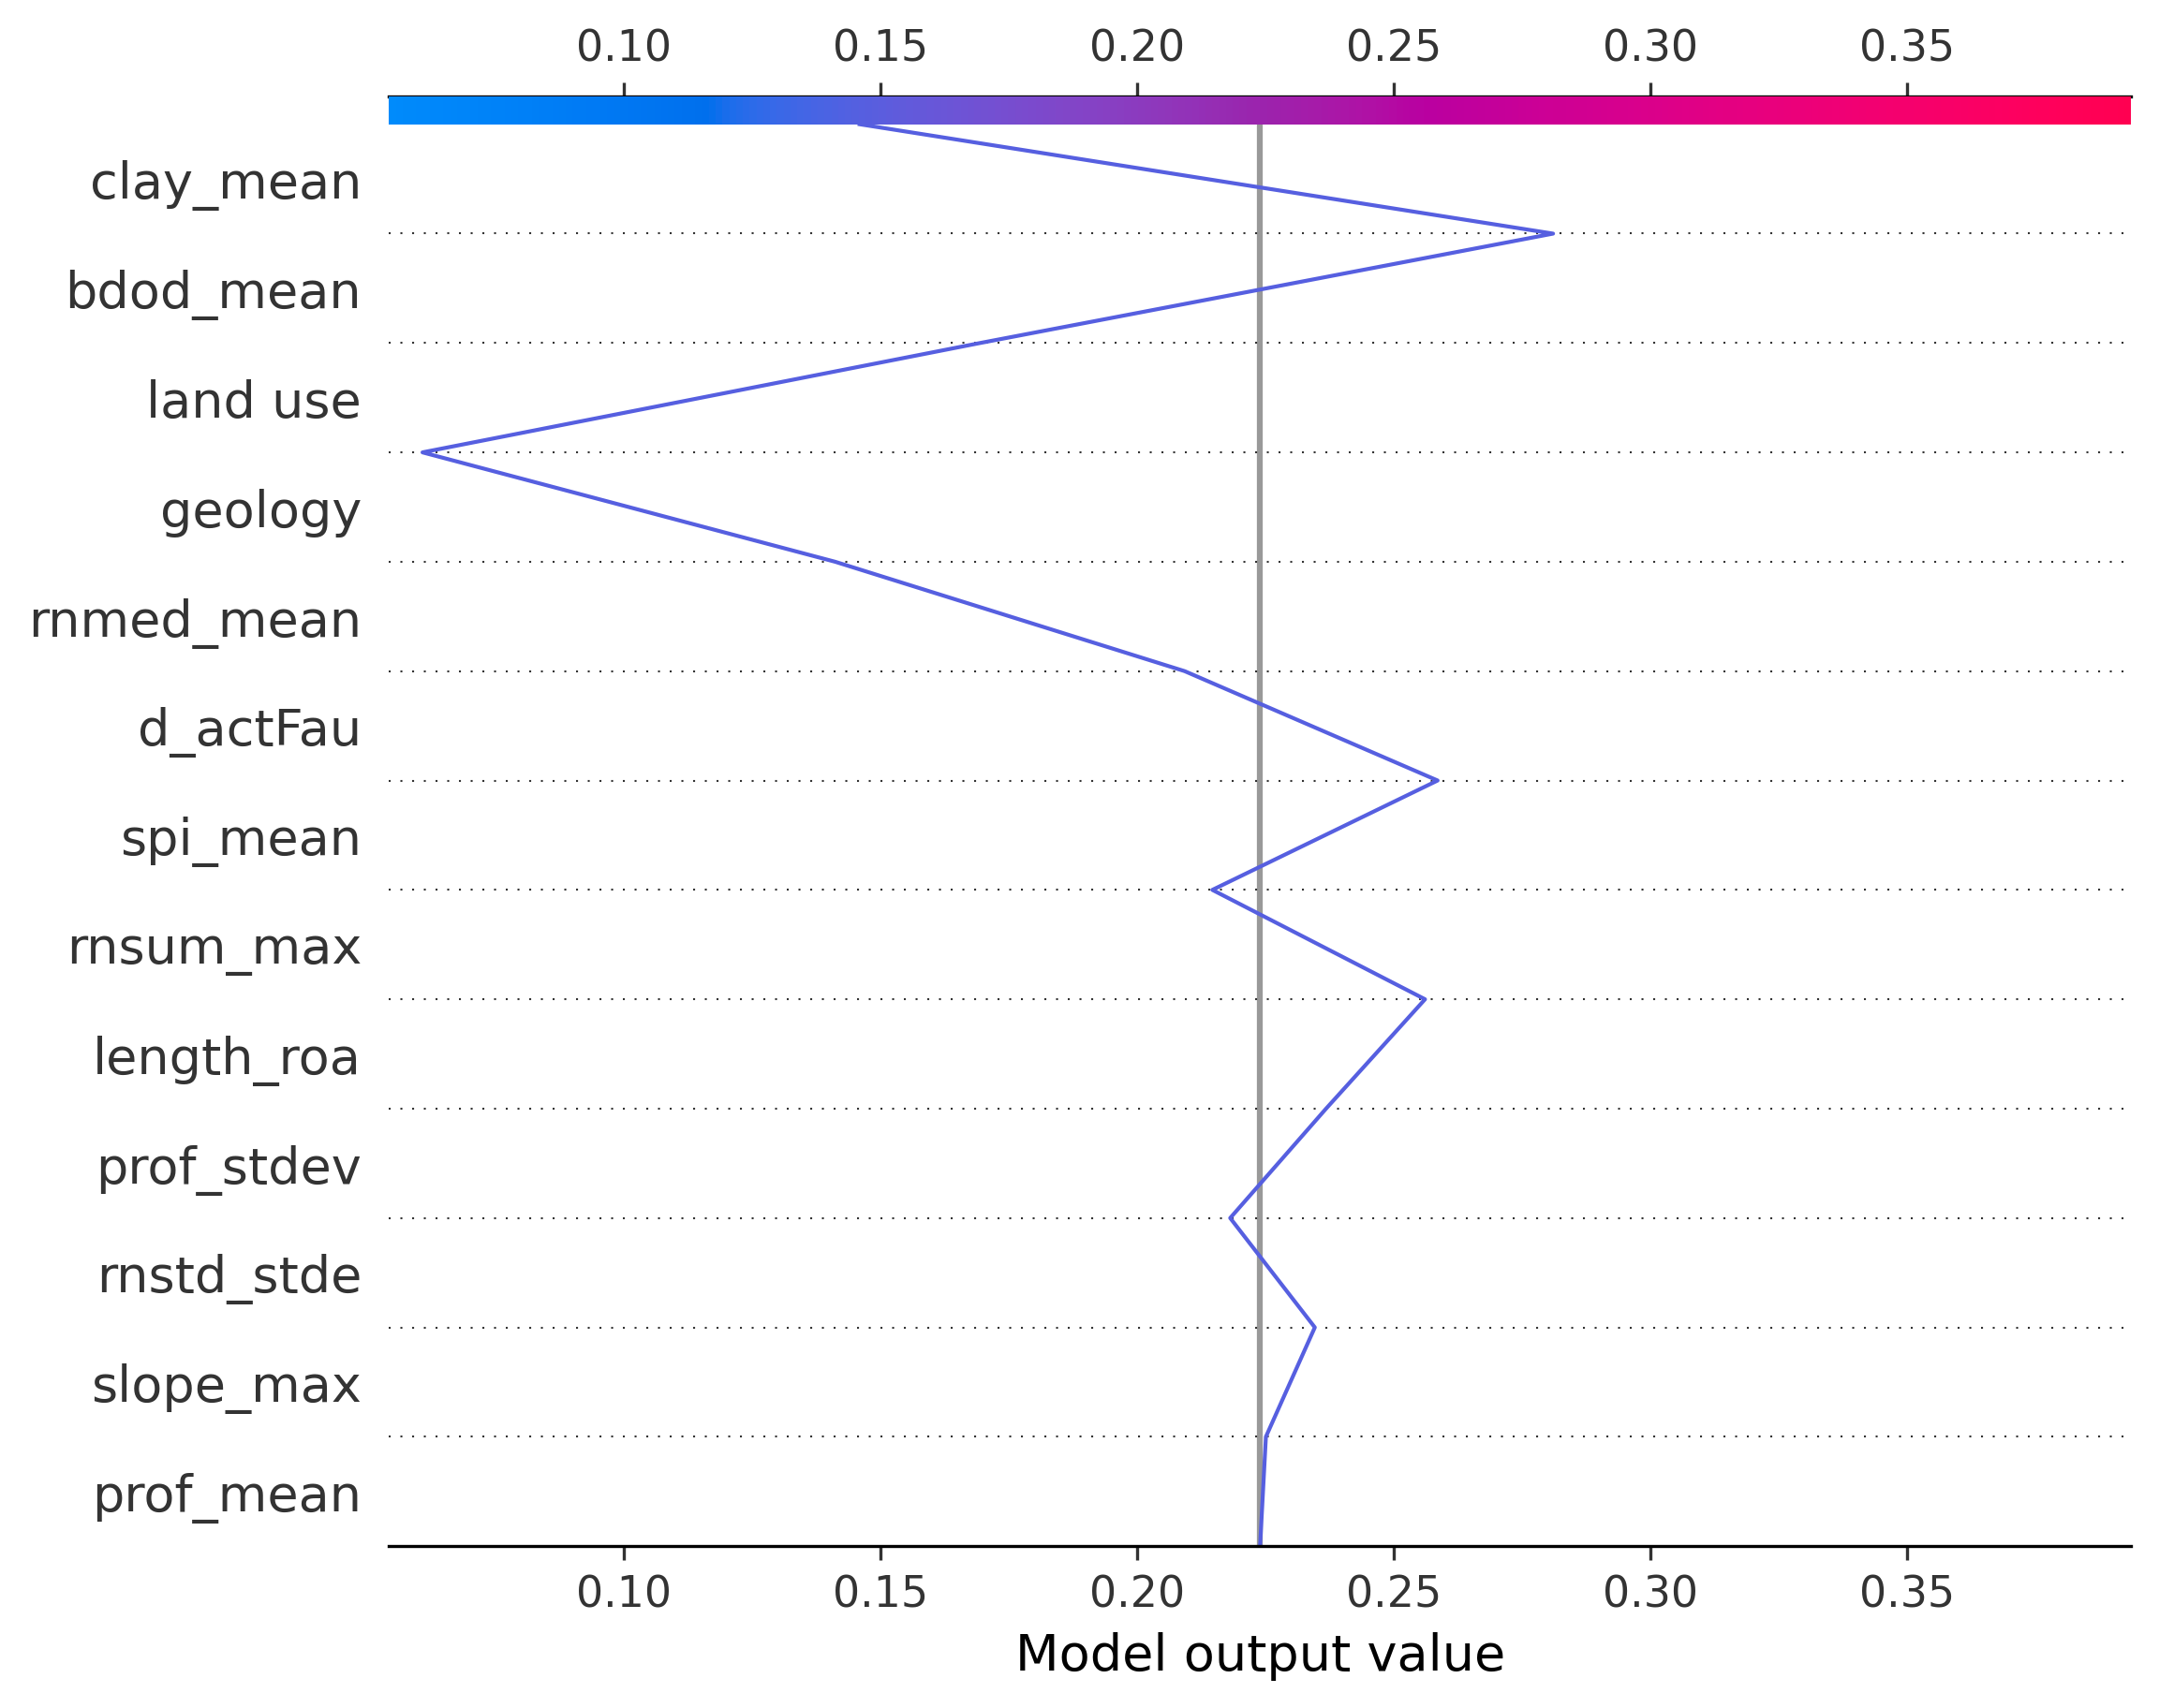 0.10 0.15 0.20 0.25 0.30 0.35
clay_mean
bdod_mean
land use
geology
rnmed_mean
d_actFau
spi_mean
rnsum_max
length_roa
prof_stdev
rnstd_stde
slope_max
prof_mean
0.10 0.15 0.20 0.25 0.30 0.35
Model output value